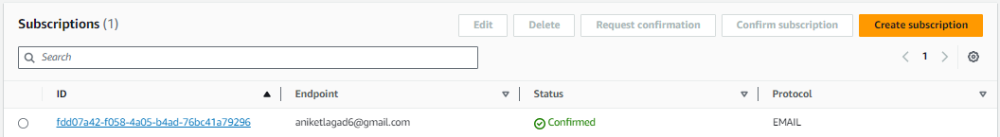 Subscriptions (1)
Edit
Delete
Request confirmation
Confirm subscription
Create subscription
Search
1
ID
Endpoint
Status
Protocol
fdd07a42-f058-4a05-b4ad-76bc41a79296
aniketlagad6@gmail.com
Confirmed
EMAIL